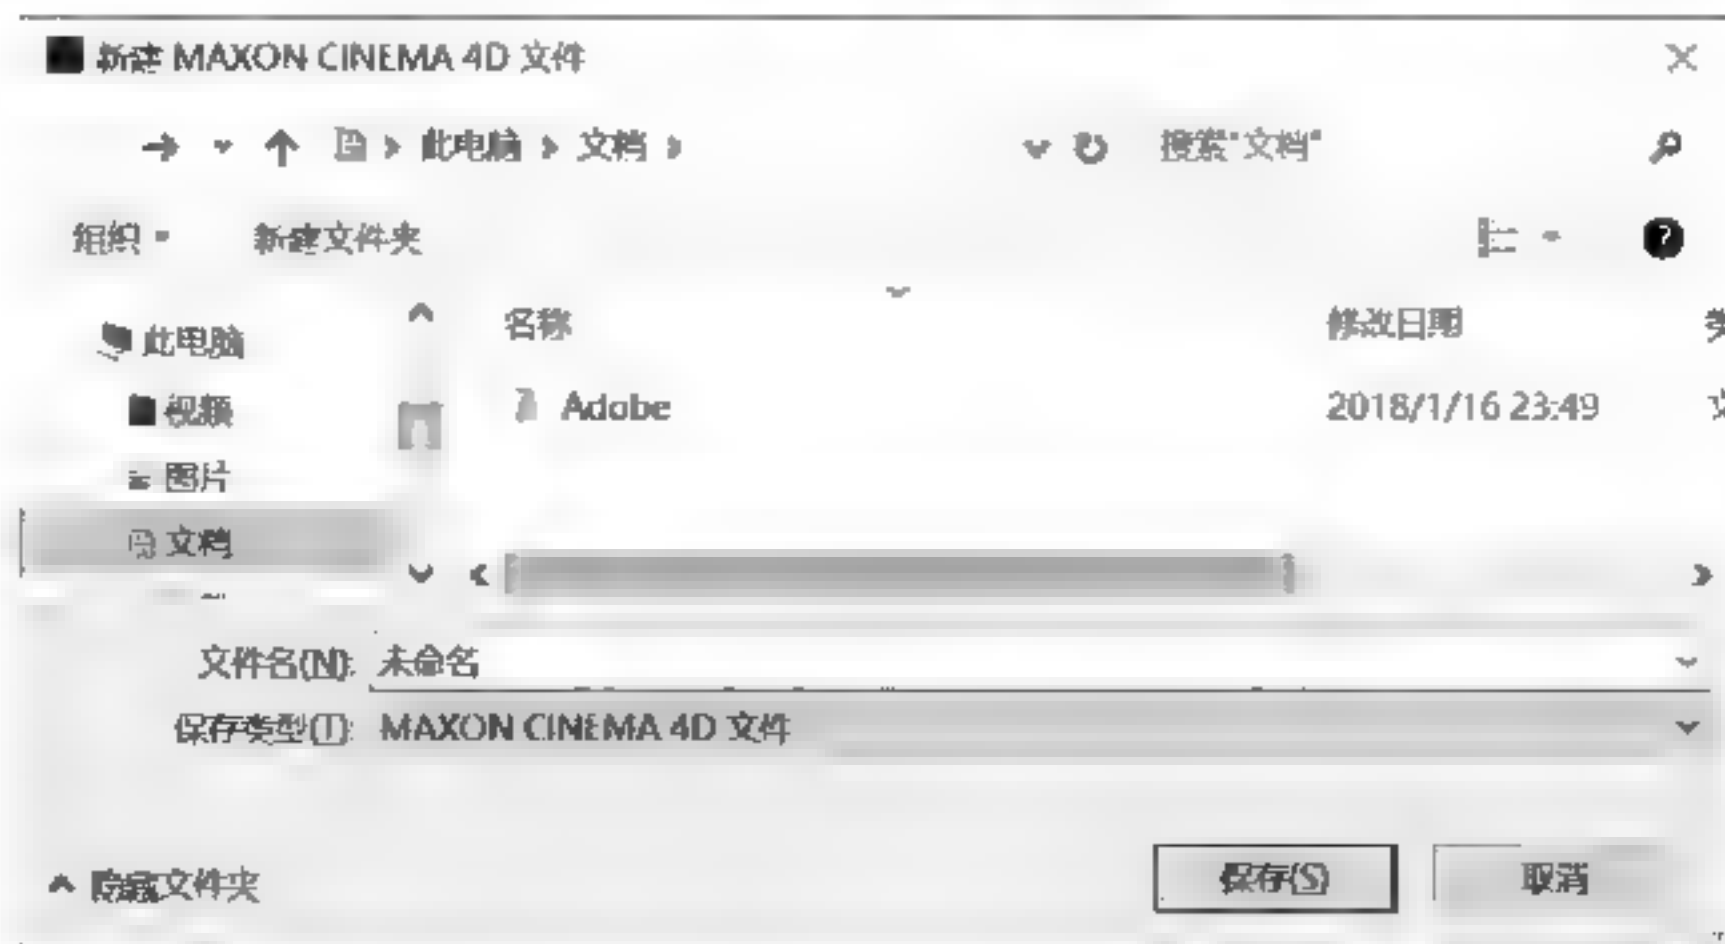 新建 MAXON CINEMA 4D 文件
此电脑 文档 搜索"文档"
组织 新建文件夹
此电脑
视频
图片
文档
名称 修改日期 类
Adobe 2018/1/16 23:49 文
文件名(N): 未命名
保存类型(T): MAXON CINEMA 4D 文件
隐藏文件夹 保存(S) 取消